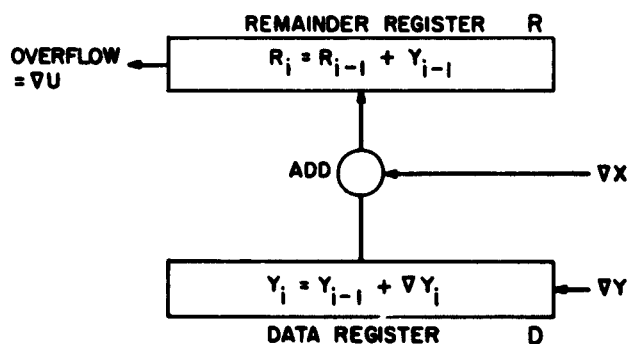 REMAINDER REGISTER R
OVERFLOW
= ∇U
R_i = R_{i-1} + Y_{i-1}
ADD
∇X
Y_i = Y_{i-1} + ∇Y_i
∇Y
DATA REGISTER D